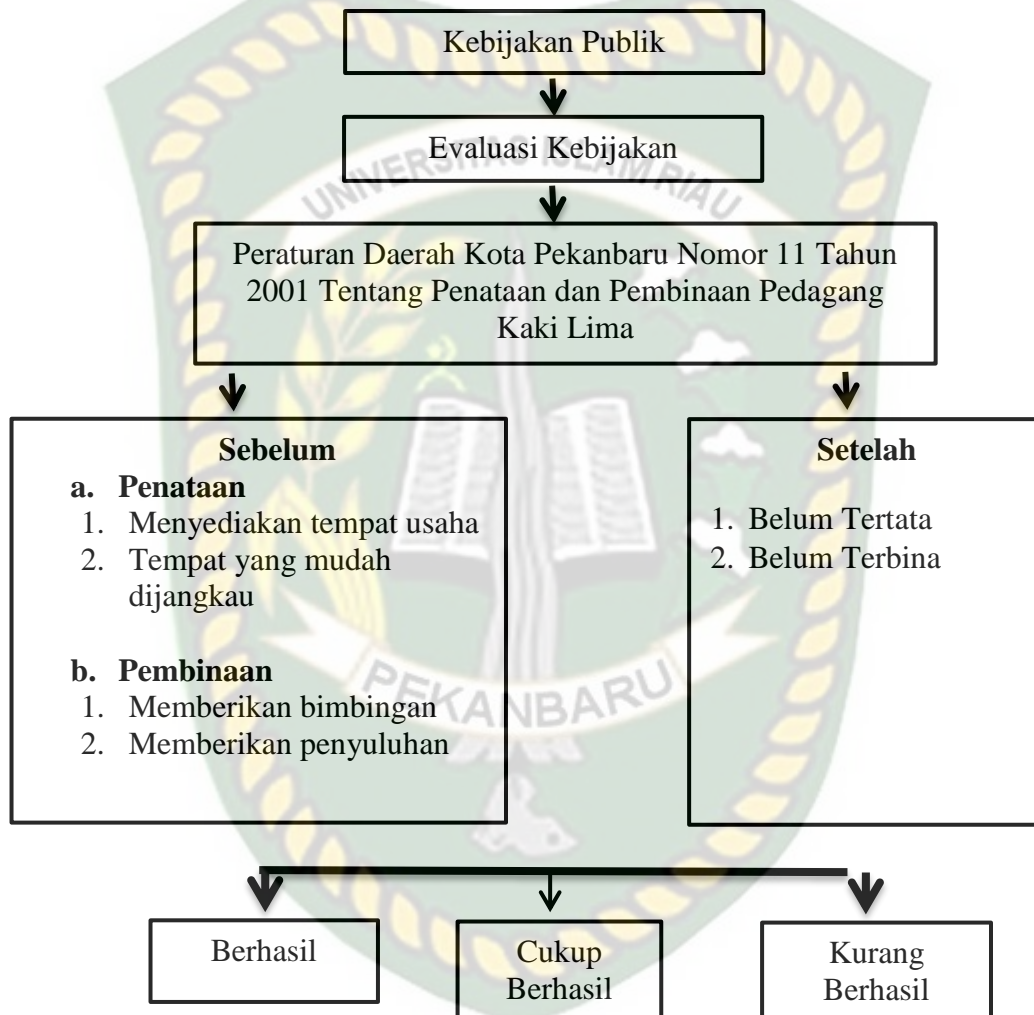 Kebijakan Publik
Evaluasi Kebijakan
UNIVERSITAS ISLAM RIAU
Peraturan Daerah Kota Pekanbaru Nomor 11 Tahun
2001 Tentang Penataan dan Pembinaan Pedagang
Kaki Lima
Sebelum
a. Penataan
1. Menyediakan tempat usaha
2. Tempat yang mudah
dijangkau
b. Pembinaan
1. Memberikan bimbingan
2. Memberikan penyuluhan
Setelah
1. Belum Tertata
2. Belum Terbina
PEKANBARU
Berhasil
Cukup
Berhasil
Kurang
Berhasil